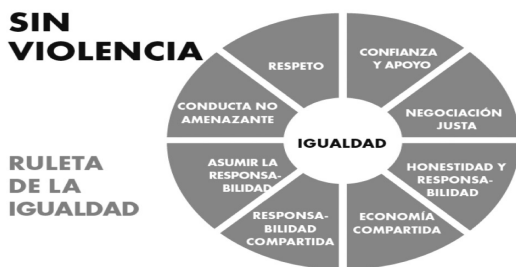 SIN
VIOLENCIA
RULETA
DE LA
IGUALDAD
RESPETO
CONFIANZA
Y APOYO
CONDUCTA NO
AMENAZANTE
NEGOCIACIÓN
JUSTA
IGUALDAD
ASUMIR LA
RESPONSA-
BILIDAD
HONESTIDAD Y
RESPONSA-
BILIDAD
RESPONSA-
BILIDAD
COMPARTIDA
ECONOMÍA
COMPARTIDA